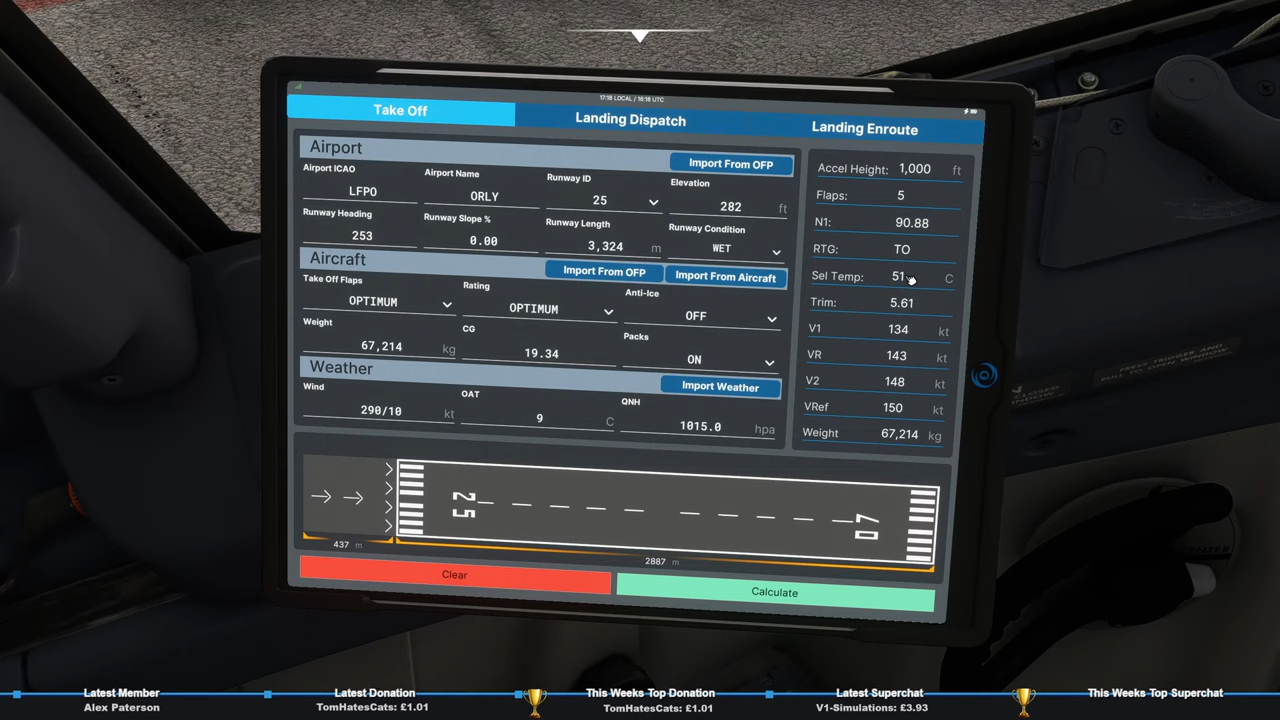 17:18 LOCAL / 16:18 UTC
Take Off
Landing Dispatch
Landing Enroute
Airport
Import From OFP
Airport ICAO
Airport Name
Runway ID
Elevation
LFPO
ORLY
25
282 ft
Runway Heading
Runway Slope %
Runway Length
Runway Condition
253
0.00
3,324 m
WET
Aircraft
Import From OFP
Import From Aircraft
Take Off Flaps
Rating
Anti-Ice
OPTIMUM
OPTIMUM
OFF
Weight
CG
Packs
67,214 kg
19.34
ON
Weather
Import Weather
Wind
OAT
QNH
290/10 kt
9 C
1015.0 hpa
Accel Height: 1,000 ft
Flaps: 5
N1: 90.88
RTG: TO
Sel Temp: 51 C
Trim: 5.61
V1 134 kt
VR 143 kt
V2 148 kt
VRef 150 kt
Weight 67,214 kg
25
07
437 m
2887 m
Clear
Calculate
Latest Member
Alex Paterson
Latest Donation
TomHatesCats: £1.01
This Weeks Top Donation
TomHatesCats: £1.01
Latest Superchat
V1-Simulations: £3.93
This Weeks Top Superchat